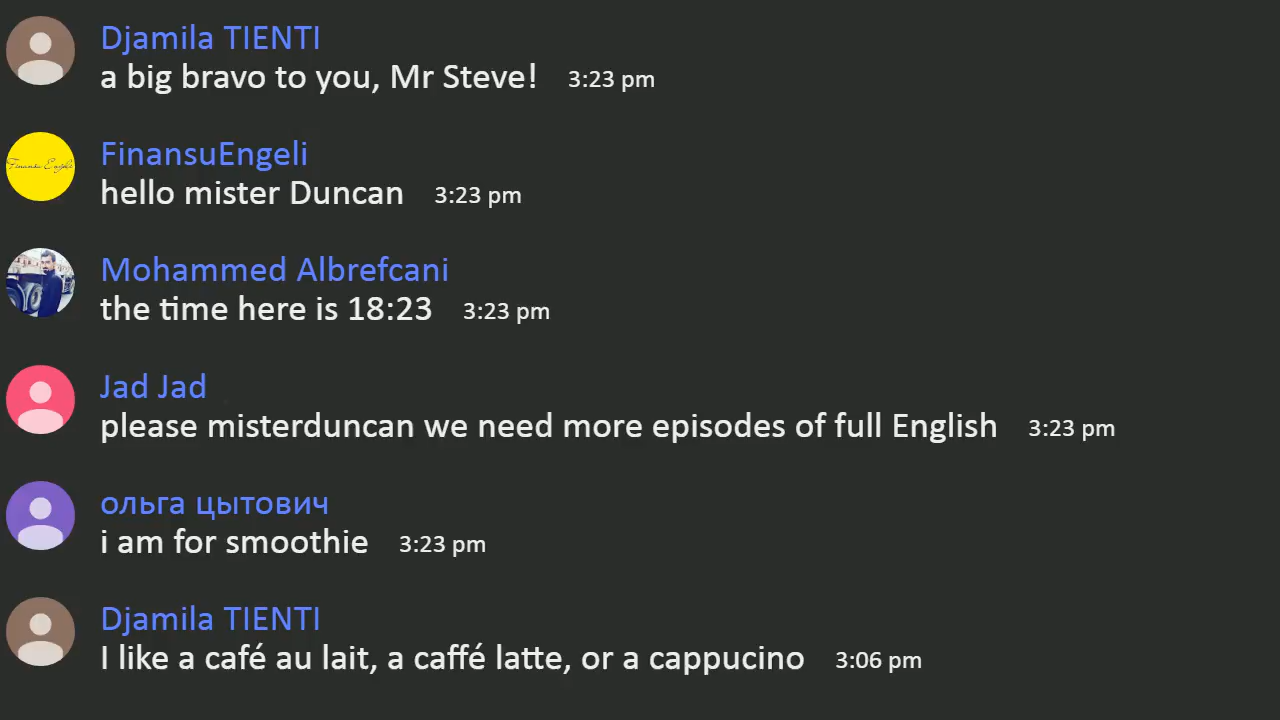 Djamila TIENTI
a big bravo to you, Mr Steve! 3:23 pm
FinansuEngeli
Finansu Engeli
hello mister Duncan 3:23 pm
Mohammed Albrefcani
the time here is 18:23 3:23 pm
Jad Jad
please misterduncan we need more episodes of full English 3:23 pm
ольга цытович
i am for smoothie 3:23 pm
Djamila TIENTI
I like a café au lait, a caffé latte, or a cappucino 3:06 pm